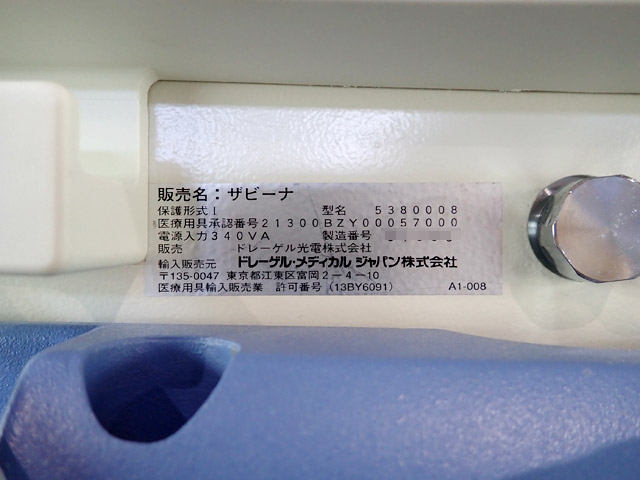 販売名：ザビーナ
保護形式Ⅰ 型名 5380008
医療用具承認番号21300BZY00057000
電源入力340VA 製造番号
販売 ドレーゲル光電株式会社
輸入販売元 ドレーゲル・メディカル ジャパン株式会社
〒135-0047 東京都江東区富岡2－4－10
医療用具輸入販売業 許可番号（13BY6091） A1-008